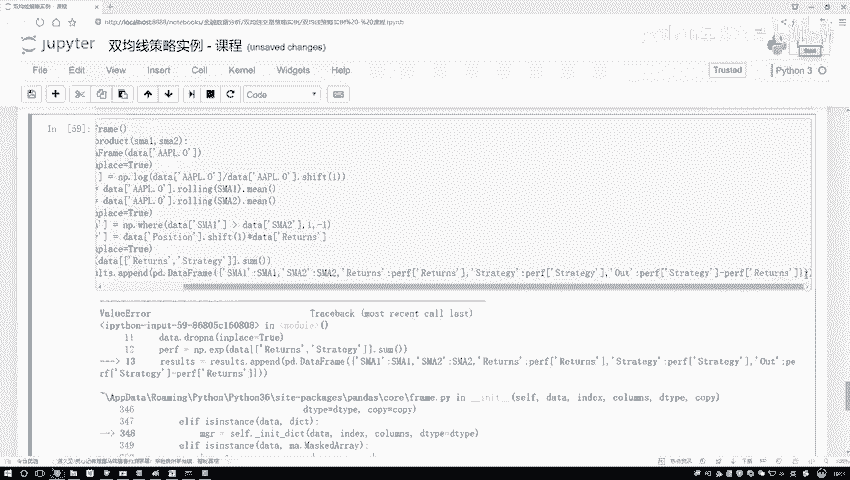 双均线策略实例 - 课程
jupyter 双均线策略实例 - 课程 (unsaved changes)
File Edit View Insert Cell Kernel Widgets Help
Trusted
Python 3
Code
In [59]:
Frame()
product(sma1,sma2):
aFrame(data['AAPL.O'])
nplace=True)
] = np.log(data['AAPL.O']/data['AAPL.O'].shift(1))
= data['AAPL.O'].rolling(SMA1).mean()
= data['AAPL.O'].rolling(SMA2).mean()
nplace=True)
'] = np.where(data['SMA1'] > data['SMA2'],1,-1)
'] = data['Position'].shift(1)*data['Returns']
nplace=True)
(data[['Returns','Strategy']].sum())
ults.append(pd.DataFrame({'SMA1':SMA1,'SMA2':SMA2,'Returns':perf['Returns'],'Strategy':perf['Strategy'],'Out':perf['Strategy']-perf['Returns']}))
ValueError Traceback (most recent call last)
<ipython-input-59-86805c160808> in <module>()
11 data.dropna(inplace=True)
12 perf = np.exp(data[['Returns','Strategy']].sum())
---> 13 results = results.append(pd.DataFrame({'SMA1':SMA1,'SMA2':SMA2,'Returns':perf['Returns'],'Strategy':perf['Strategy'],'Out':pe
rf['Strategy']-perf['Returns']}))
~\AppData\Roaming\Python\Python36\site-packages\pandas\core\frame.py in __init__(self, data, index, columns, dtype, copy)
346 dtype=dtype, copy=copy)
347 elif isinstance(data, dict):
--> 348 mgr = self._init_dict(data, index, columns, dtype=dtype)
349 elif isinstance(data, ma.MaskedArray):